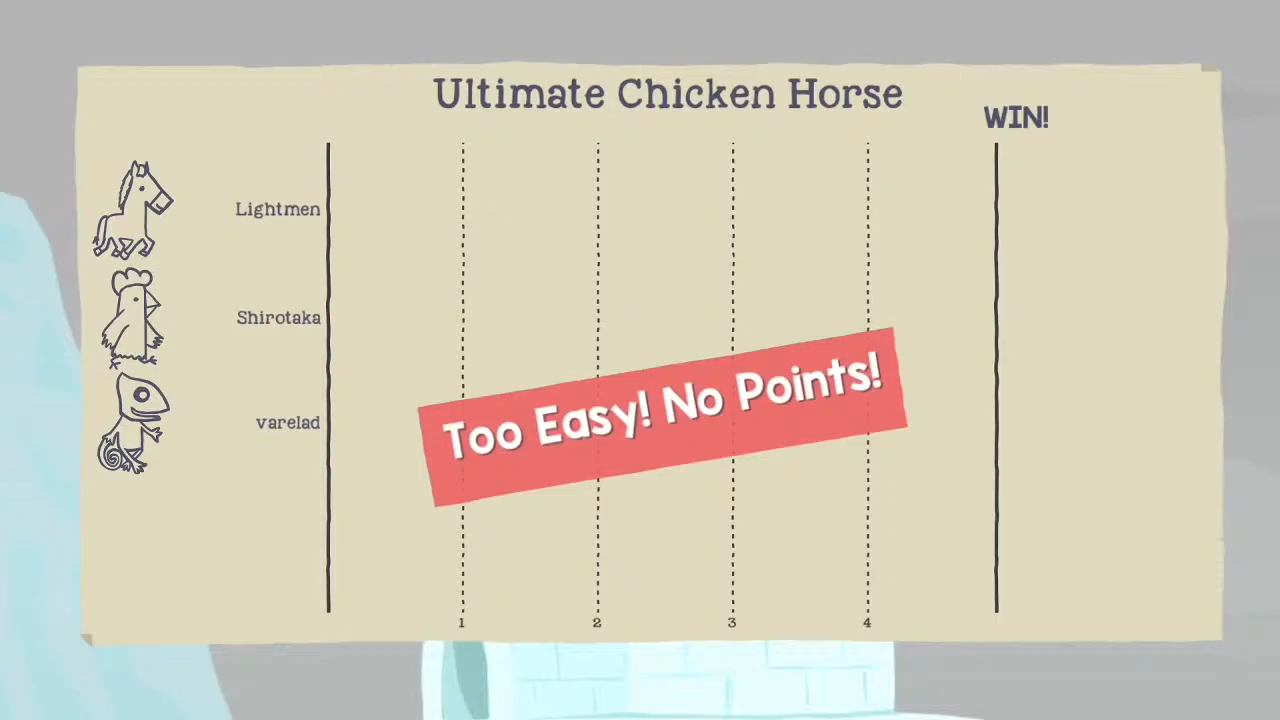 Ultimate Chicken Horse
WIN!
Lightmen
Shirotaka
varelad
Too Easy! No Points!
1 2 3 4